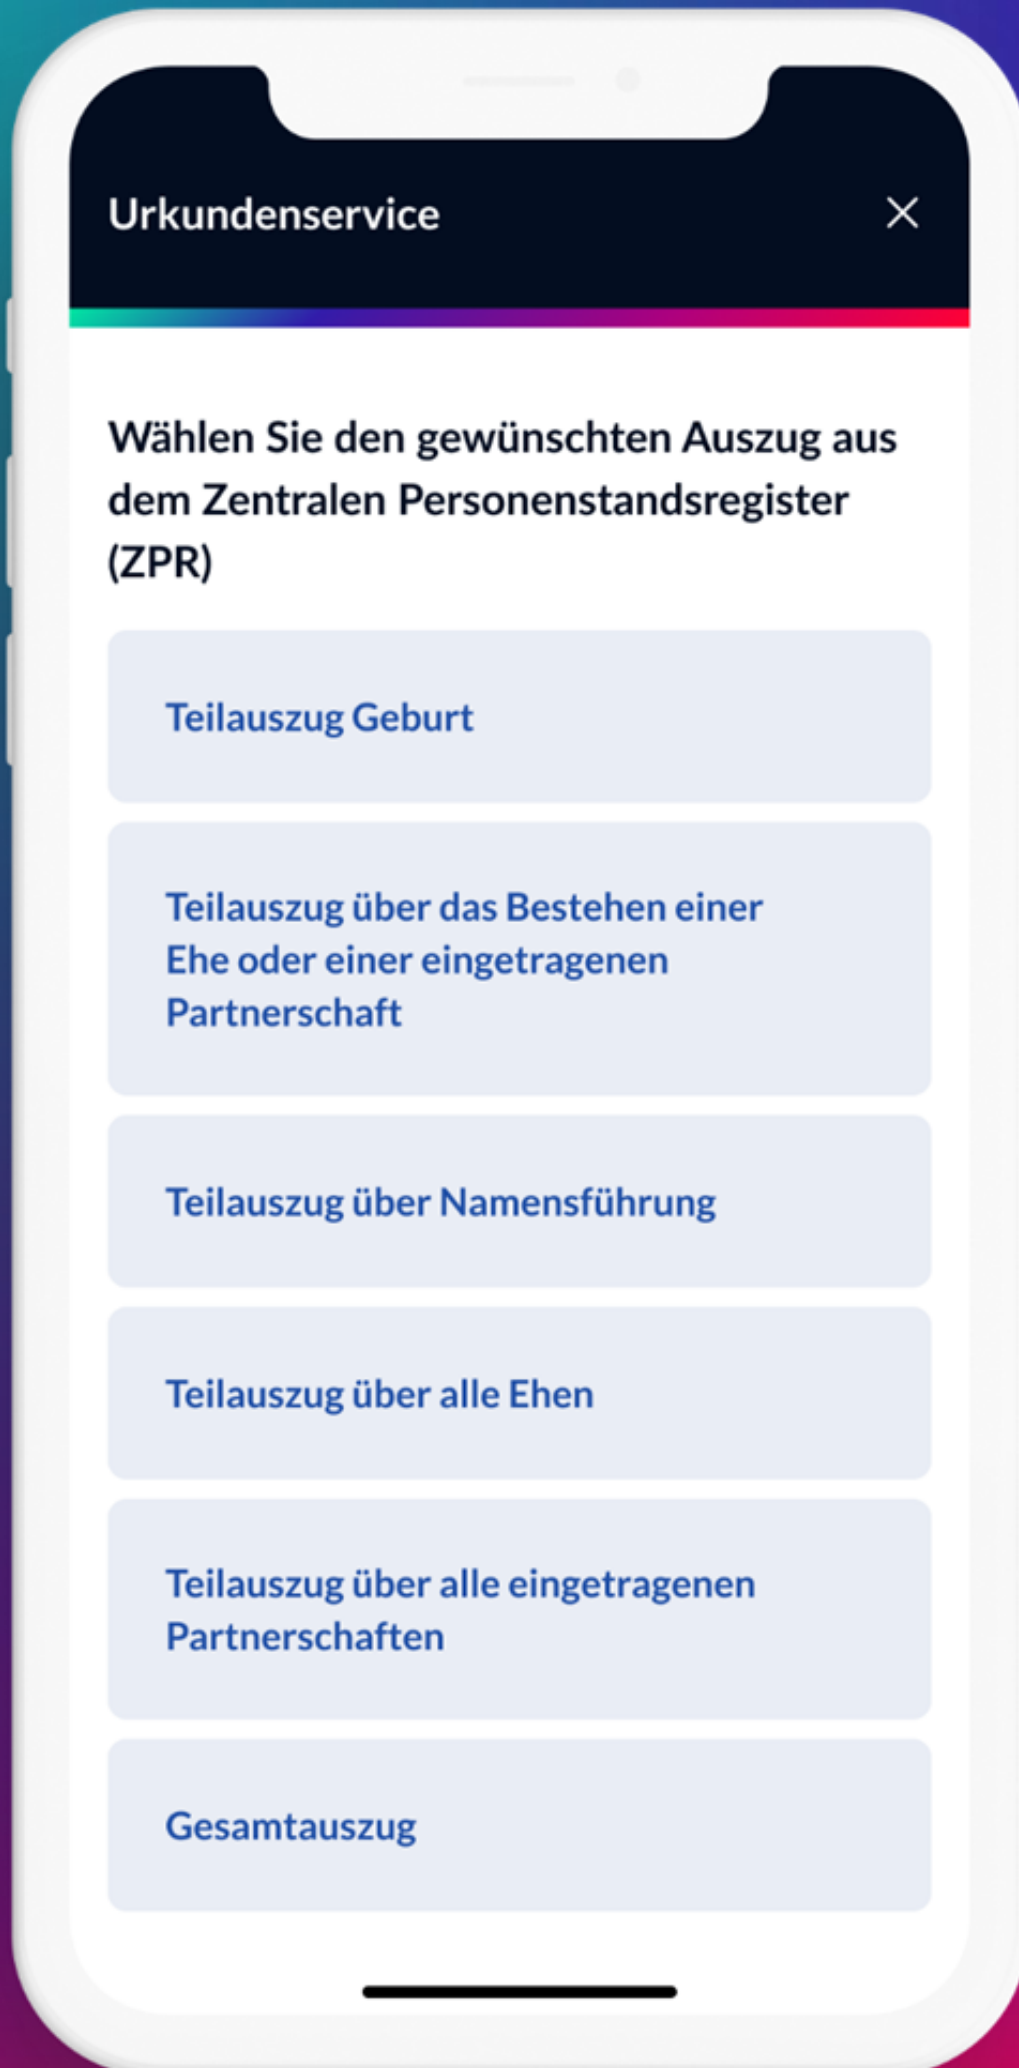 Urkundenservice
Wählen Sie den gewünschten Auszug aus
dem Zentralen Personenstandsregister
(ZPR)
Teilauszug Geburt
Teilauszug über das Bestehen einer
Ehe oder einer eingetragenen
Partnerschaft
Teilauszug über Namensführung
Teilauszug über alle Ehen
Teilauszug über alle eingetragenen
Partnerschaften
Gesamtauszug